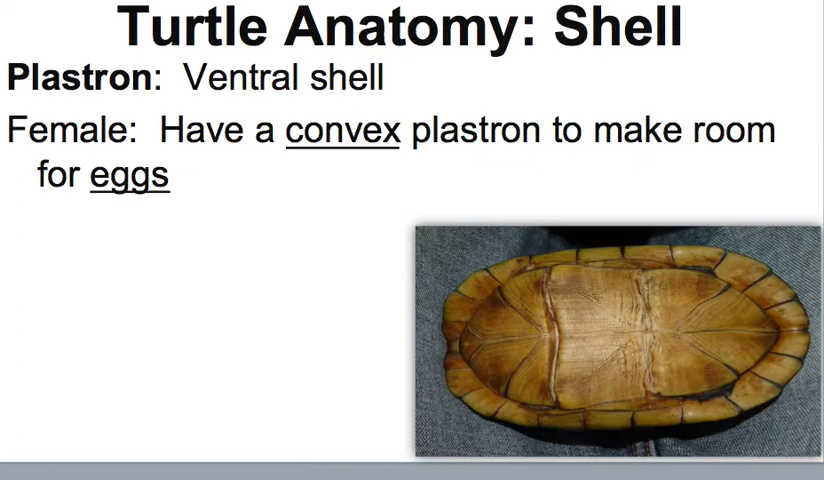 Turtle Anatomy: Shell
Plastron: Ventral shell
Female: Have a convex plastron to make room
for eggs